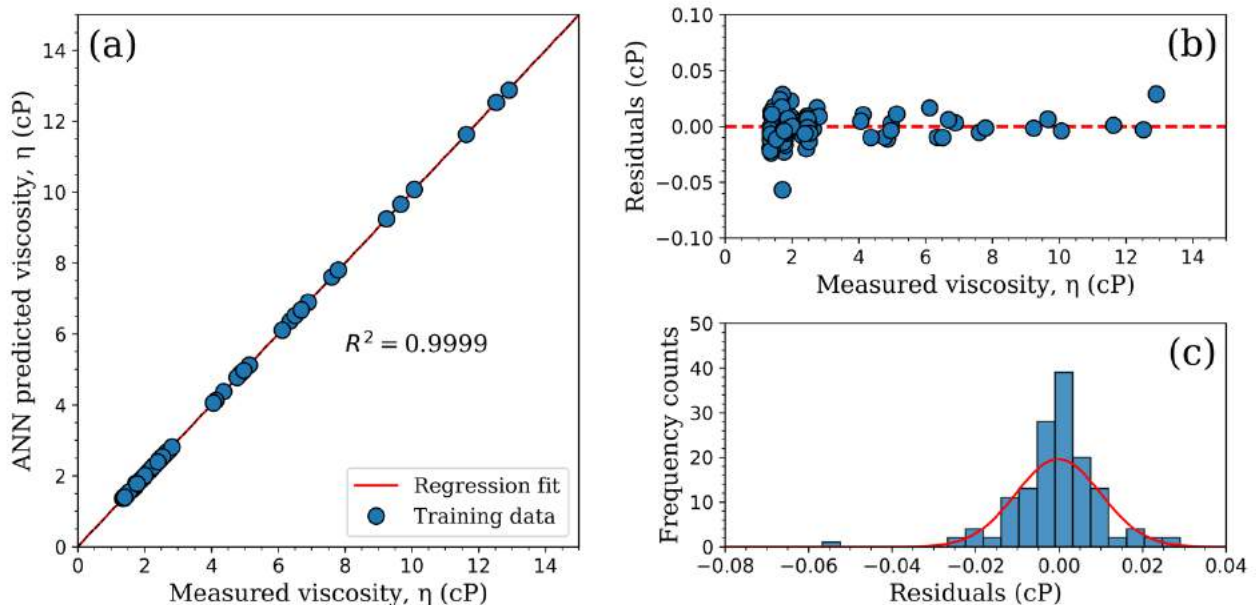 (a)
ANN predicted viscosity, η (cP)
14
12
10
8
6
4
2
0
R² = 0.9999
Regression fit
Training data
0 2 4 6 8 10 12 14
Measured viscosity, η (cP)
(b)
Residuals (cP)
0.10
0.05
0.00
−0.05
−0.10
0 2 4 6 8 10 12 14
Measured viscosity, η (cP)
(c)
Frequency counts
50
40
30
20
10
0
−0.08 −0.06 −0.04 −0.02 0.00 0.02 0.04
Residuals (cP)